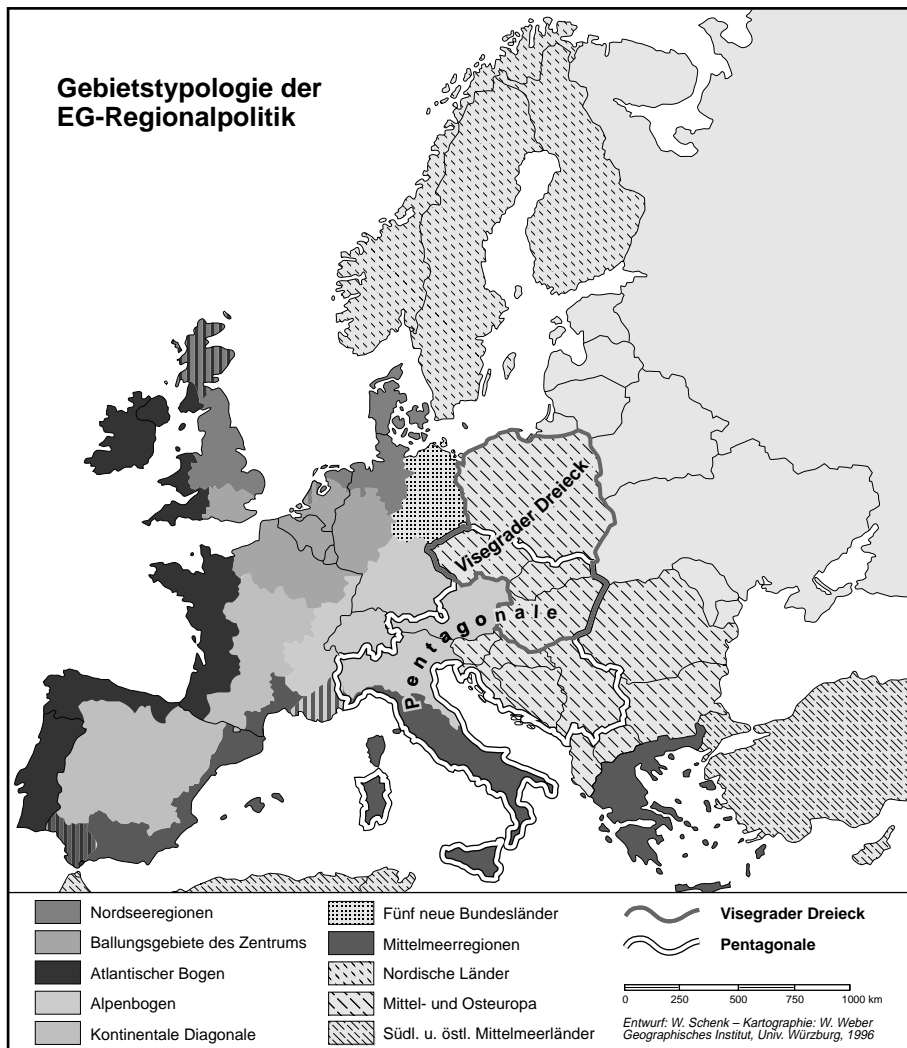 Gebietstypologie der
EG-Regionalpolitik
Visegrader Dreieck
Pentagonale
Nordseeregionen
Ballungsgebiete des Zentrums
Atlantischer Bogen
Alpenbogen
Kontinentale Diagonale
Fünf neue Bundesländer
Mittelmeerregionen
Nordische Länder
Mittel- und Osteuropa
Südl. u. östl. Mittelmeerländer
Visegrader Dreieck
Pentagonale
0 250 500 750 1000 km
Entwurf: W. Schenk – Kartographie: W. Weber
Geographisches Institut, Univ. Würzburg, 1996